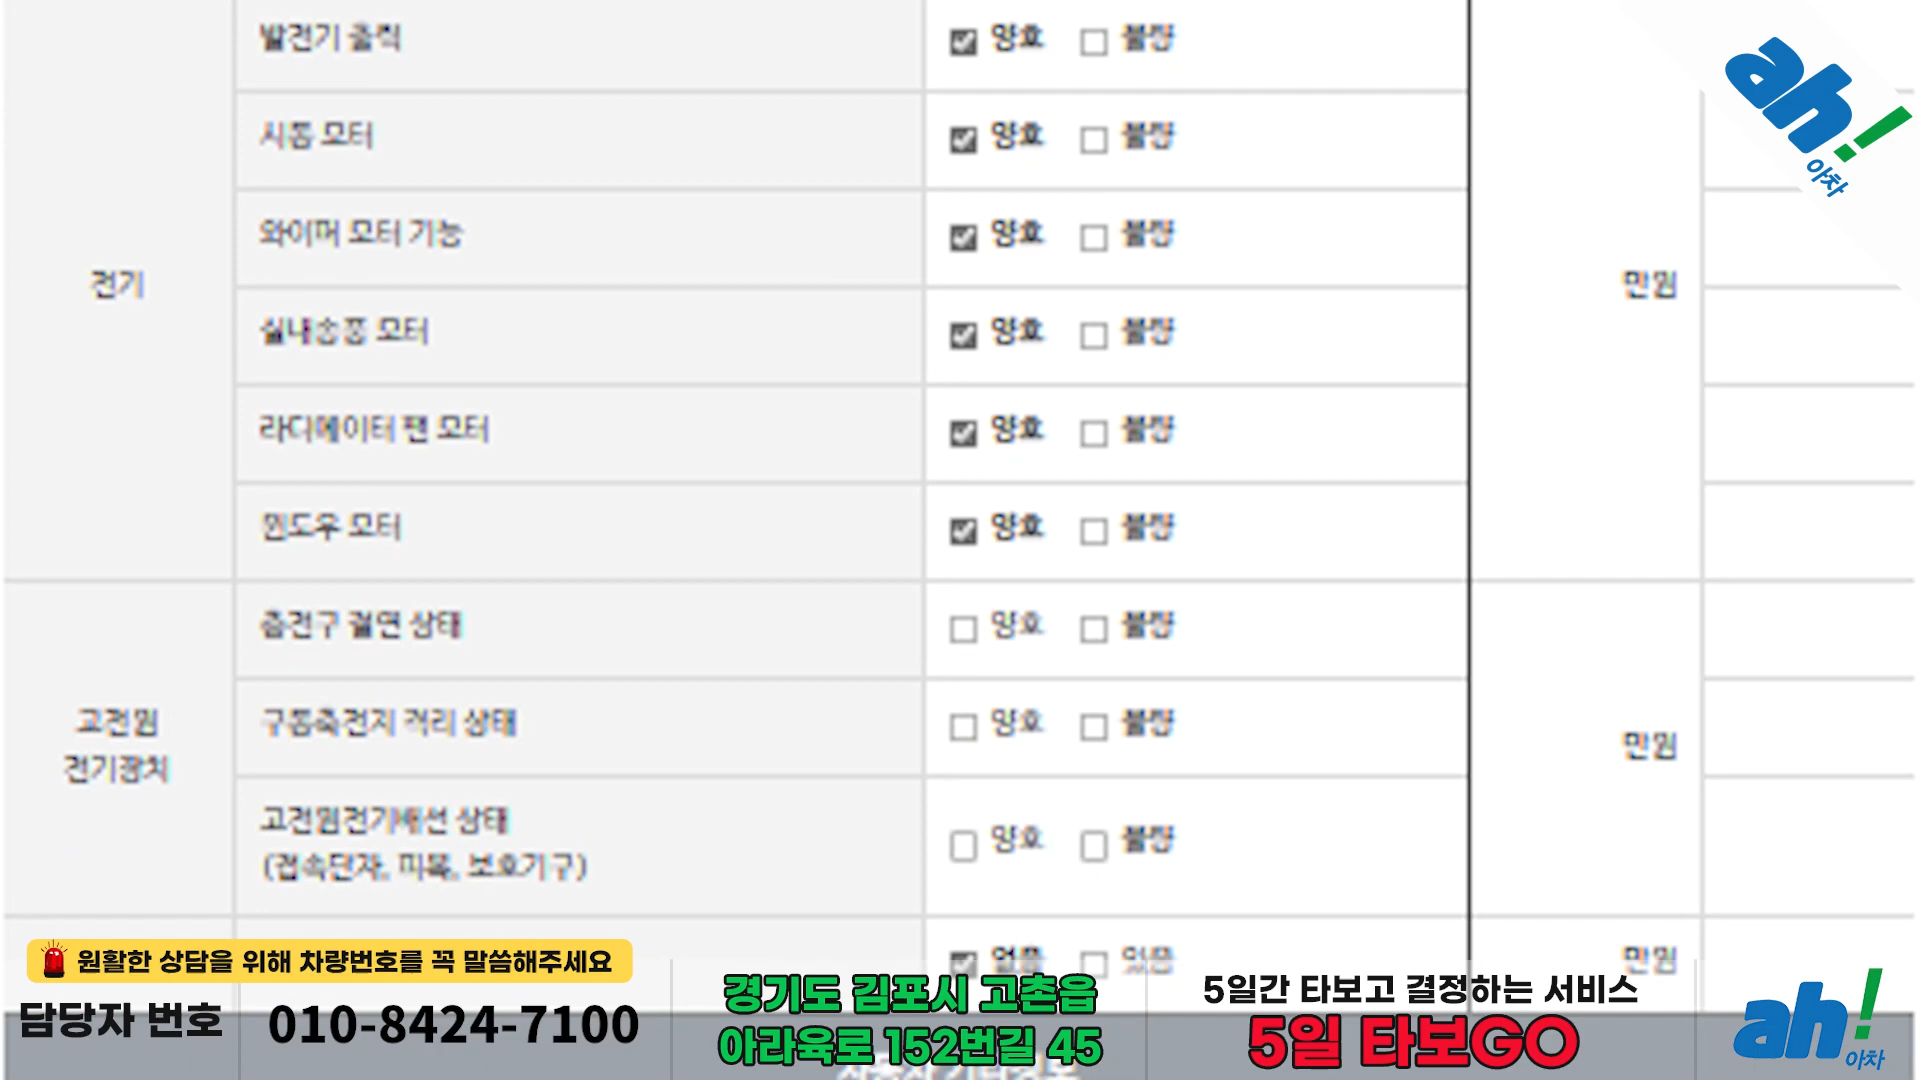 발전기 출력
양호
불량
시동 모터
양호
불량
와이퍼 모터 기능
양호
불량
전기
만원
실내송풍 모터
양호
불량
라디에이터 팬 모터
양호
불량
윈도우 모터
양호
불량
충전구 절연 상태
양호
불량
구동축전지 격리 상태
양호
불량
고전원
전기장치
만원
고전원전기배선 상태
(접속단자, 피복, 보호기구)
양호
불량
없음
있음
만원
ah!
아차
원활한 상담을 위해 차량번호를 꼭 말씀해주세요
담당자 번호
010-8424-7100
경기도 김포시 고촌읍
아라육로 152번길 45
5일간 타보고 결정하는 서비스
5일 타보GO
ah!
아차